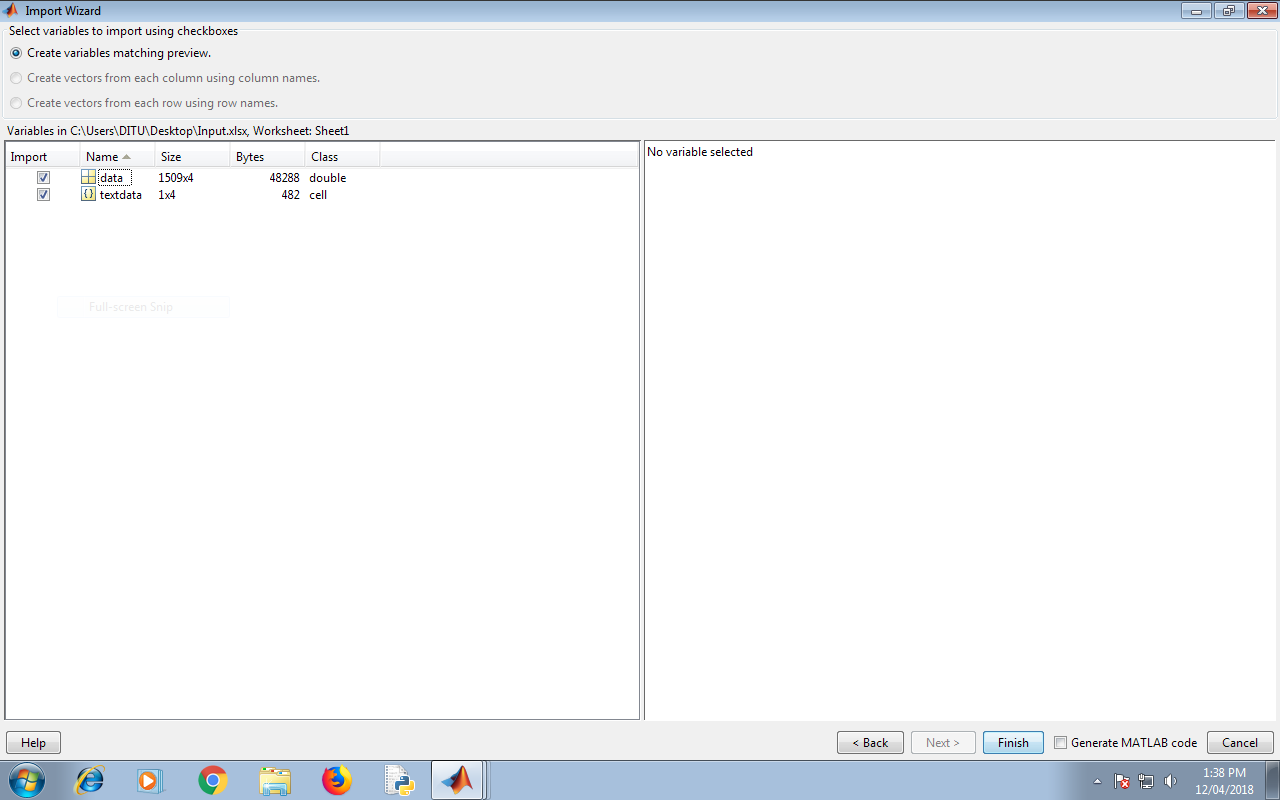 Import Wizard
Select variables to import using checkboxes
Create variables matching preview.
Create vectors from each column using column names.
Create vectors from each row using row names.
Variables in C:\Users\DITU\Desktop\Input.xlsx, Worksheet: Sheet1
Import Name Size Bytes Class
data 1509x4 48288 double
textdata 1x4 482 cell
No variable selected
Full-screen Snip
Help < Back Next > Finish Generate MATLAB code Cancel
1:38 PM
12/04/2018